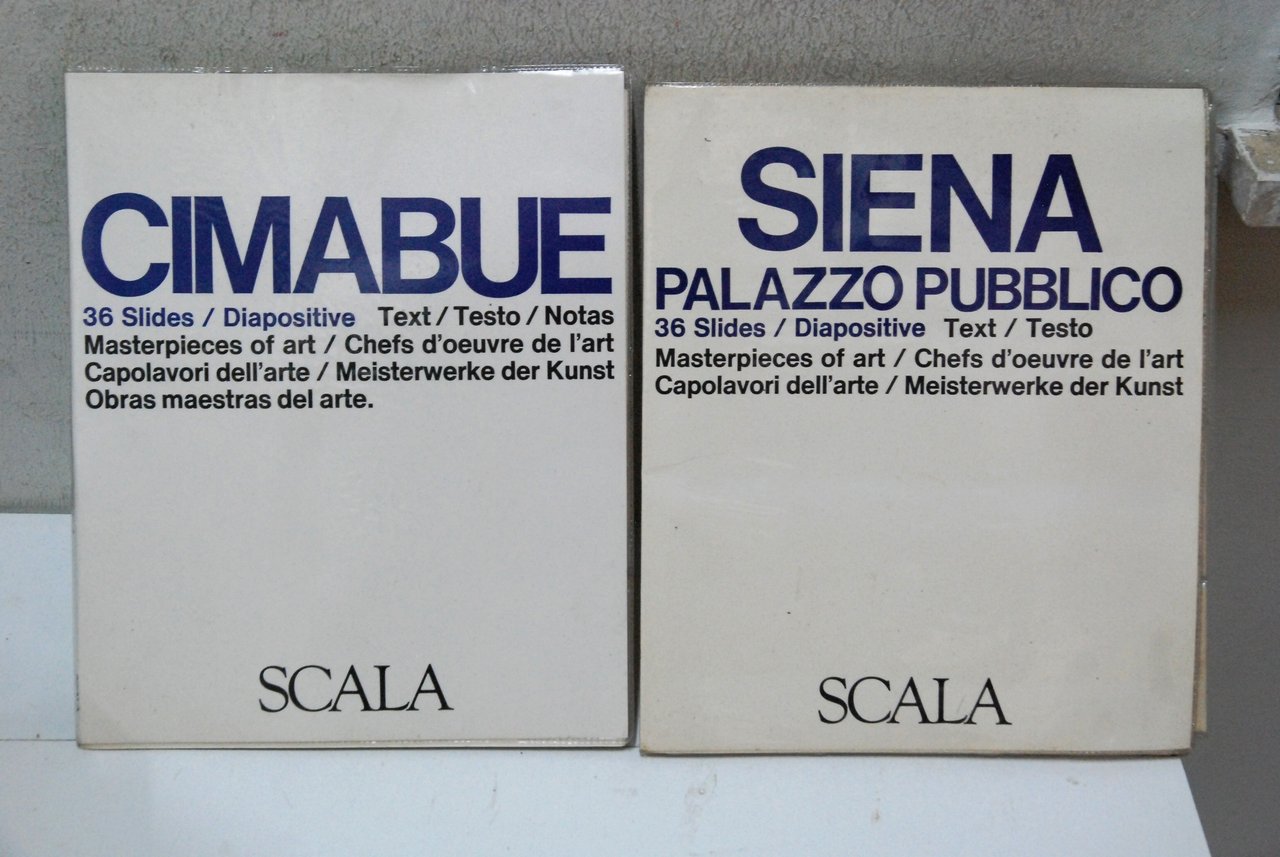 CIMABUE
36 Slides / Diapositive Text / Testo / Notas
Masterpieces of art / Chefs d'oeuvre de l'art
Capolavori dell'arte / Meisterwerke der Kunst
Obras maestras del arte.
SCALA
SIENA
PALAZZO PUBBLICO
36 Slides / Diapositive Text / Testo
Masterpieces of art / Chefs d'oeuvre de l'art
Capolavori dell'arte / Meisterwerke der Kunst
SCALA